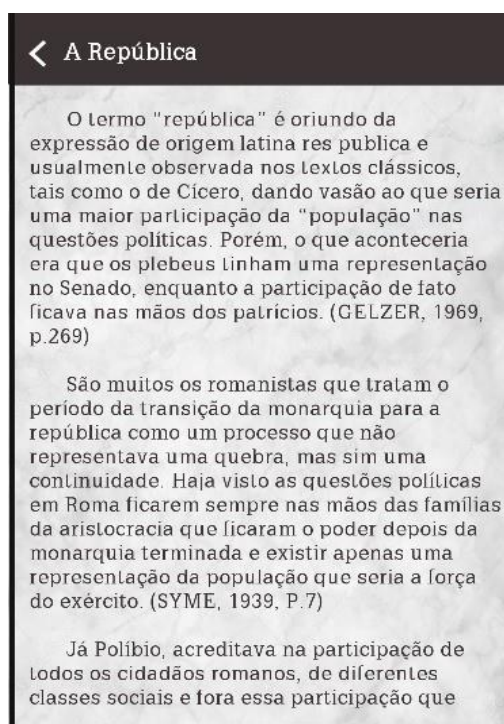 A República
O termo "república" é oriundo da
expressão de origem latina res publica e
usualmente observada nos textos clássicos,
tais como o de Cícero, dando vasão ao que seria
uma maior participação da "população" nas
questões políticas. Porém, o que aconteceria
era que os plebeus tinham uma representação
no Senado, enquanto a participação de fato
ficava nas mãos dos patrícios. (GELZER, 1969,
p.269)
São muitos os romanistas que tratam o
período da transição da monarquia para a
república como um processo que não
representava uma quebra, mas sim uma
continuidade. Haja visto as questões políticas
em Roma ficarem sempre nas mãos das famílias
da aristocracia que ficaram o poder depois da
monarquia terminada e existir apenas uma
representação da população que seria a força
do exército. (SYME, 1939, P.7)
Já Políbio, acreditava na participação de
todos os cidadãos romanos, de diferentes
classes sociais e fora essa participação que